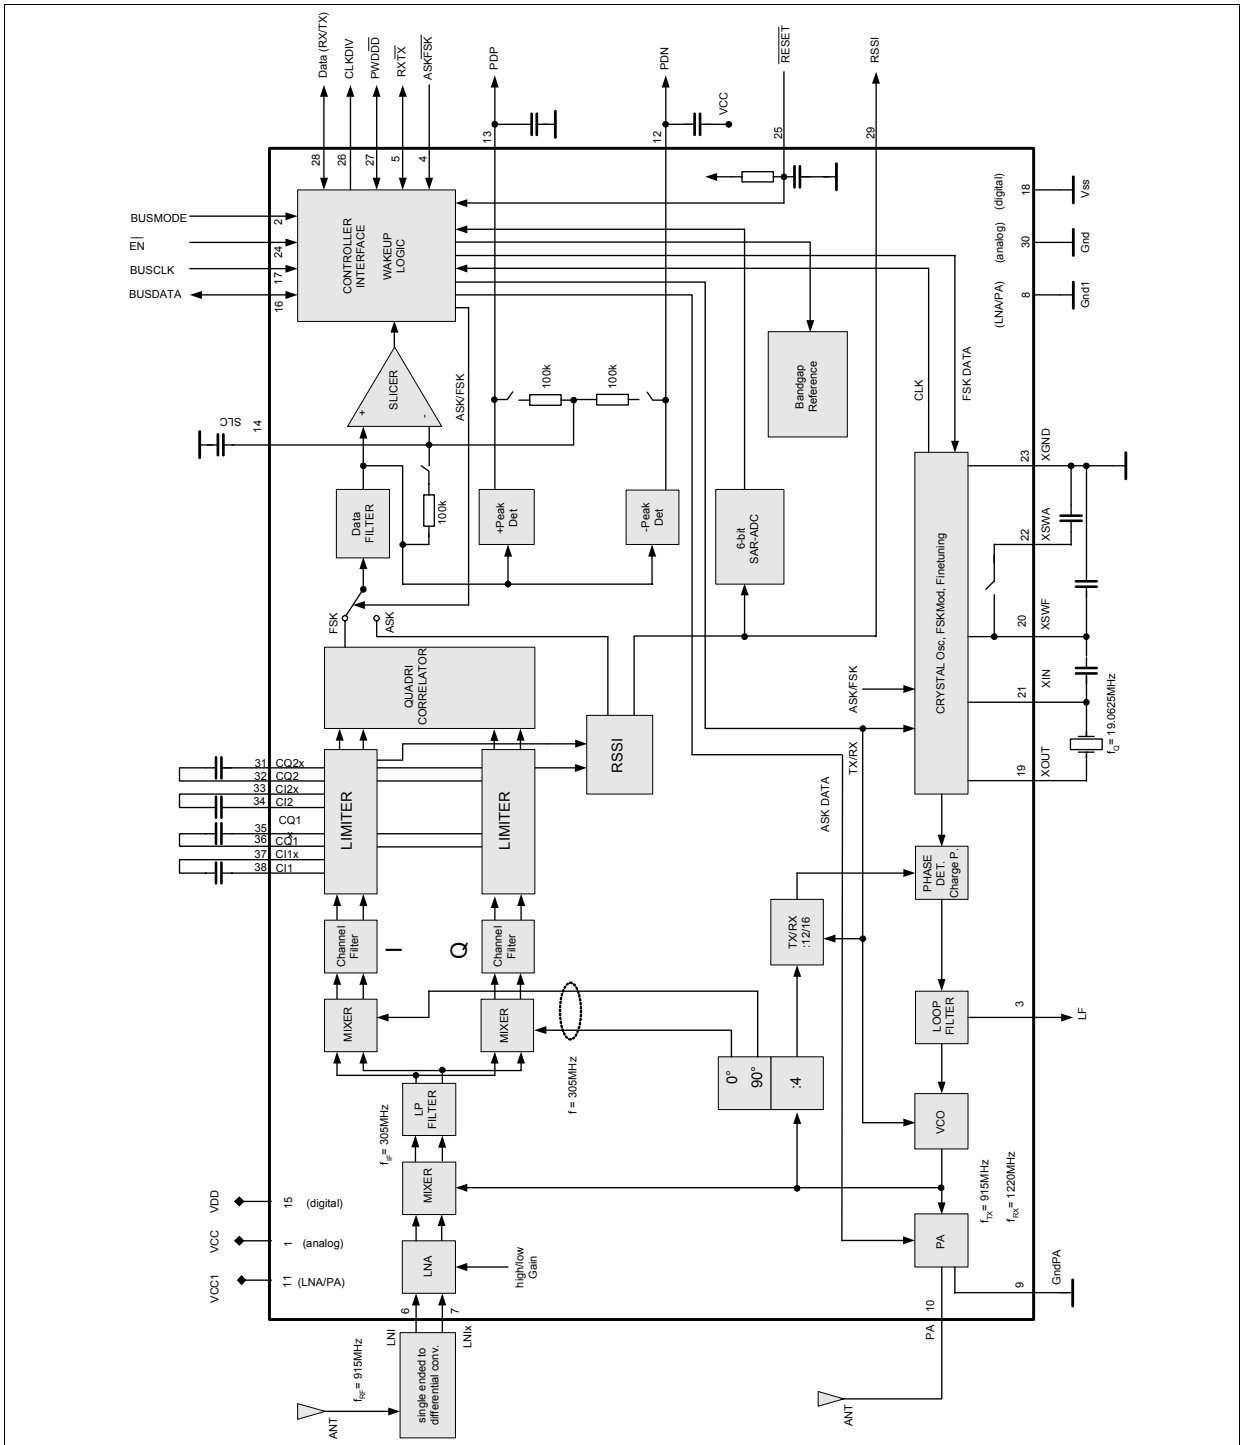 Data (RX/TX)
CLKDIV
PWDDD
RXTX
ASKFSK
PDP
PDN
VCC
RESET
RSSI
28
26
27
5
4
13
12
25
29
BUSMODE
2
EN
24
BUSCLK
17
BUSDATA
16
CONTROLLER
INTERFACE
WAKEUP
LOGIC
(digital)
18
Vss
(analog)
30
Gnd
(LNA/PA)
8
Gnd1
SLC
14
SLICER
+
-
ASK/FSK
100k
100k
Bandgap
Reference
CLK
FSK DATA
Data
FILTER
100k
+Peak
Det
-Peak
Det
6-bit
SAR-ADC
23
XGND
22
XSWA
20
XSWF
21
XIN
19
XOUT
fQ = 19.0625MHz
CRYSTAL Osc, FSKMod, Finetuning
FSK
ASK
QUADRI
CORRELATOR
RSSI
ASK/FSK
TX/RX
ASK DATA
31 CQ2x
32 CQ2
33 CI2x
34 CI2
CQ1
35 x
36 CQ1
37 CI1x
38 CI1
LIMITER
LIMITER
PHASE
DET.
Charge P.
TX/RX
:12/16
Channel
Filter
I
Q
Channel
Filter
MIXER
MIXER
f = 305MHz
LOOP
FILTER
3
LF
0°
90°
:4
LP
FILTER
fIF = 305MHz
VCO
MIXER
fTX = 915MHz
fRX = 1220MHz
VDD
15
(digital)
VCC
1
(analog)
VCC1
11
(LNA/PA)
LNA
high/low
Gain
PA
9
GndPA
10
PA
6
LNI
7
LNIx
single ended to
differential conv.
fRF = 915MHz
ANT
ANT